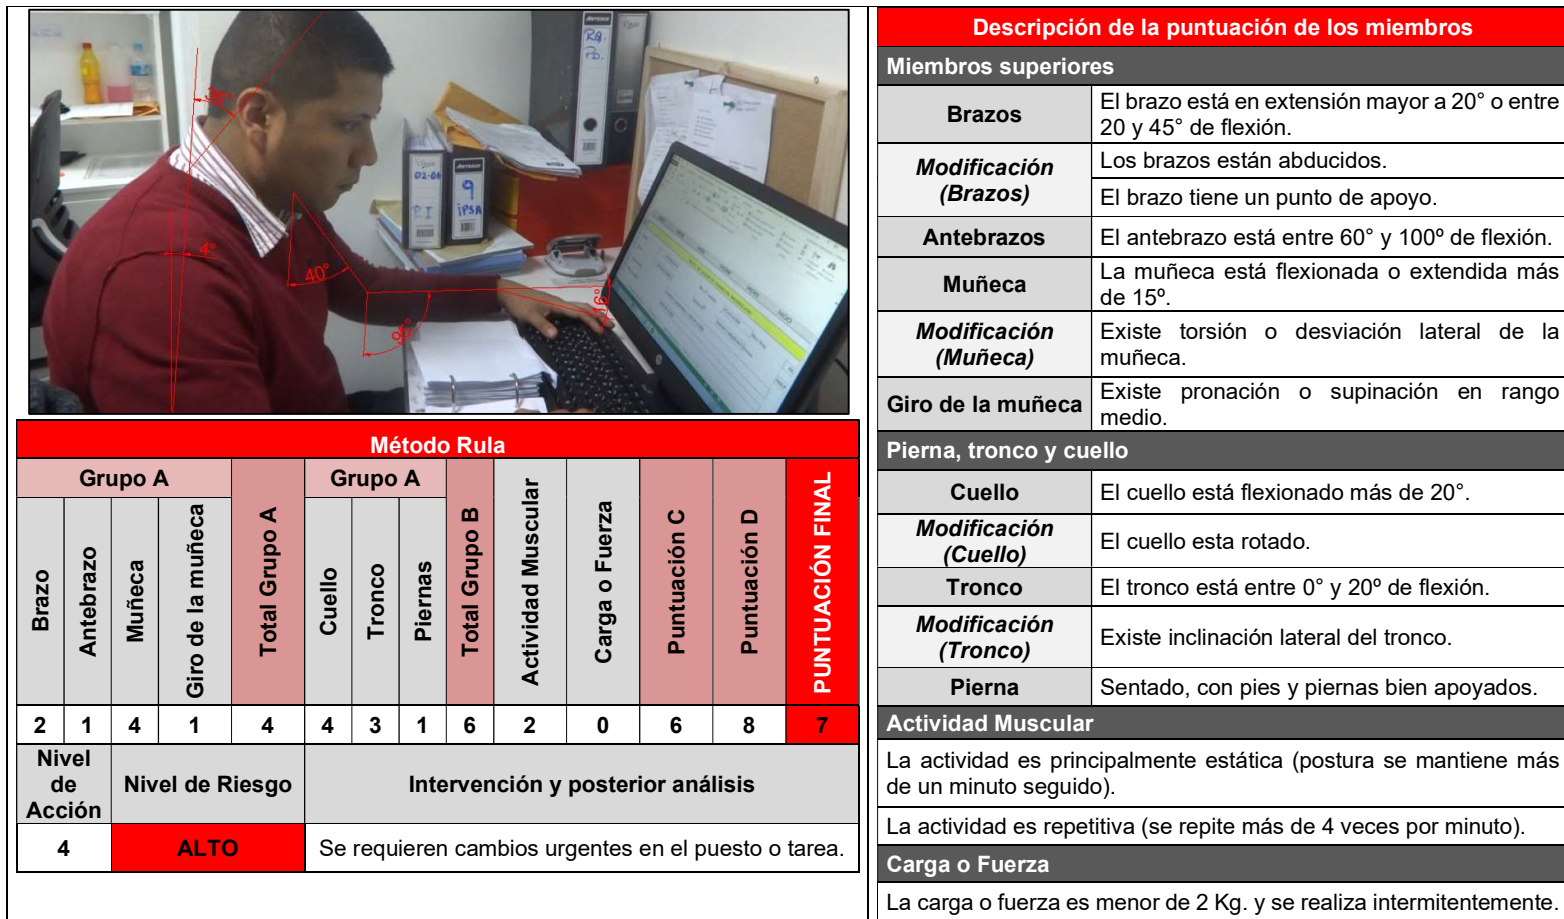 36°
4°
40°
95°
16°
ARTESCO
RQ.
Pb.
02-06
PI
ARTESCO
9
iPSA
Método Rula
Grupo A
Grupo A
Brazo
Antebrazo
Muñeca
Giro de la muñeca
Total Grupo A
Cuello
Tronco
Piernas
Total Grupo B
Actividad Muscular
Carga o Fuerza
Puntuación C
Puntuación D
PUNTUACIÓN FINAL
2 1 4 1 4 4 3 1 6 2 0 6 8 7
Nivel
de
Acción
Nivel de Riesgo
Intervención y posterior análisis
4 ALTO Se requieren cambios urgentes en el puesto o tarea.
Descripción de la puntuación de los miembros
Miembros superiores
Brazos
El brazo está en extensión mayor a 20° o entre
20 y 45° de flexión.
Modificación
(Brazos)
Los brazos están abducidos.
El brazo tiene un punto de apoyo.
Antebrazos
El antebrazo está entre 60° y 100º de flexión.
Muñeca
La muñeca está flexionada o extendida más
de 15º.
Modificación
(Muñeca)
Existe torsión o desviación lateral de la
muñeca.
Giro de la muñeca
Existe pronación o supinación en rango
medio.
Pierna, tronco y cuello
Cuello
El cuello está flexionado más de 20°.
Modificación
(Cuello)
El cuello esta rotado.
Tronco
El tronco está entre 0° y 20º de flexión.
Modificación
(Tronco)
Existe inclinación lateral del tronco.
Pierna
Sentado, con pies y piernas bien apoyados.
Actividad Muscular
La actividad es principalmente estática (postura se mantiene más
de un minuto seguido).
La actividad es repetitiva (se repite más de 4 veces por minuto).
Carga o Fuerza
La carga o fuerza es menor de 2 Kg. y se realiza intermitentemente.